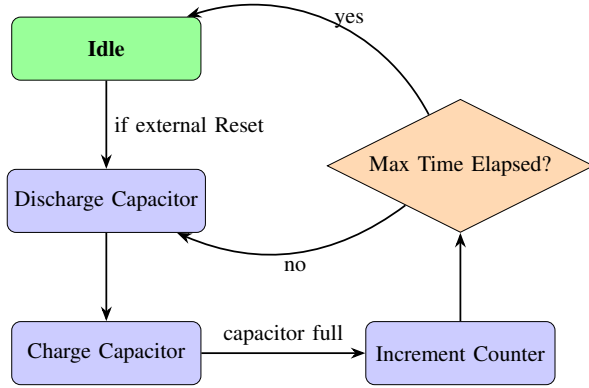 yes
Idle
if external Reset
Max Time Elapsed?
Discharge Capacitor
no
capacitor full
Charge Capacitor
Increment Counter